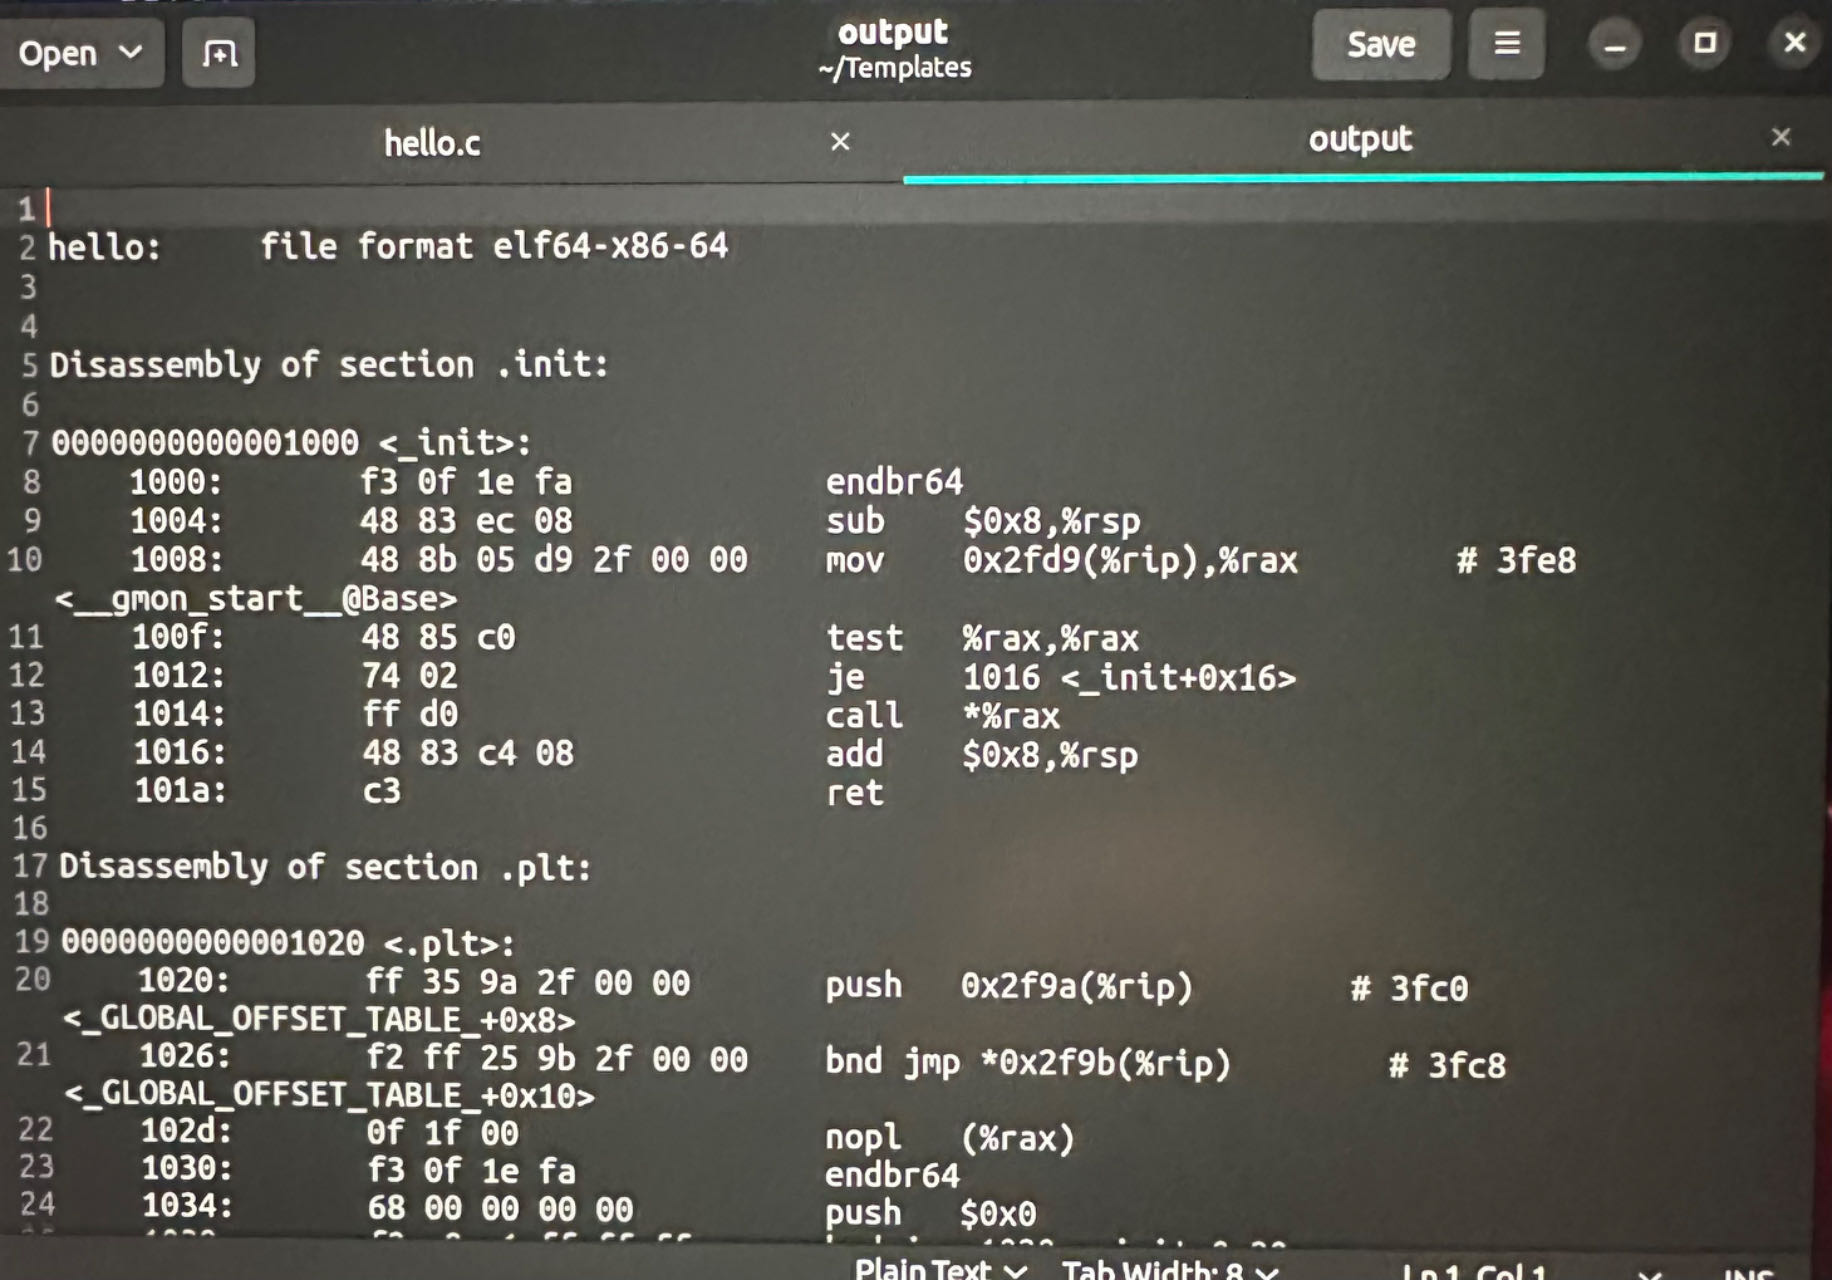 Open
output
~/Templates
Save
hello.c
output
1
2 hello:     file format elf64-x86-64
3
4
5 Disassembly of section .init:
6
7 0000000000001000 <_init>:
8     1000:       f3 0f 1e fa             endbr64
9     1004:       48 83 ec 08             sub    $0x8,%rsp
10     1008:       48 8b 05 d9 2f 00 00    mov    0x2fd9(%rip),%rax        # 3fe8
<__gmon_start__@Base>
11     100f:       48 85 c0                test   %rax,%rax
12     1012:       74 02                   je     1016 <_init+0x16>
13     1014:       ff d0                   call   *%rax
14     1016:       48 83 c4 08             add    $0x8,%rsp
15     101a:       c3                      ret
16
17 Disassembly of section .plt:
18
19 0000000000001020 <.plt>:
20     1020:       ff 35 9a 2f 00 00       push   0x2f9a(%rip)        # 3fc0
<_GLOBAL_OFFSET_TABLE_+0x8>
21     1026:       f2 ff 25 9b 2f 00 00    bnd jmp *0x2f9b(%rip)        # 3fc8
<_GLOBAL_OFFSET_TABLE_+0x10>
22     102d:       0f 1f 00                nopl   (%rax)
23     1030:       f3 0f 1e fa             endbr64
24     1034:       68 00 00 00 00          push   $0x0
Plain Text Tab Width: 8 Ln 1, Col 1 INS